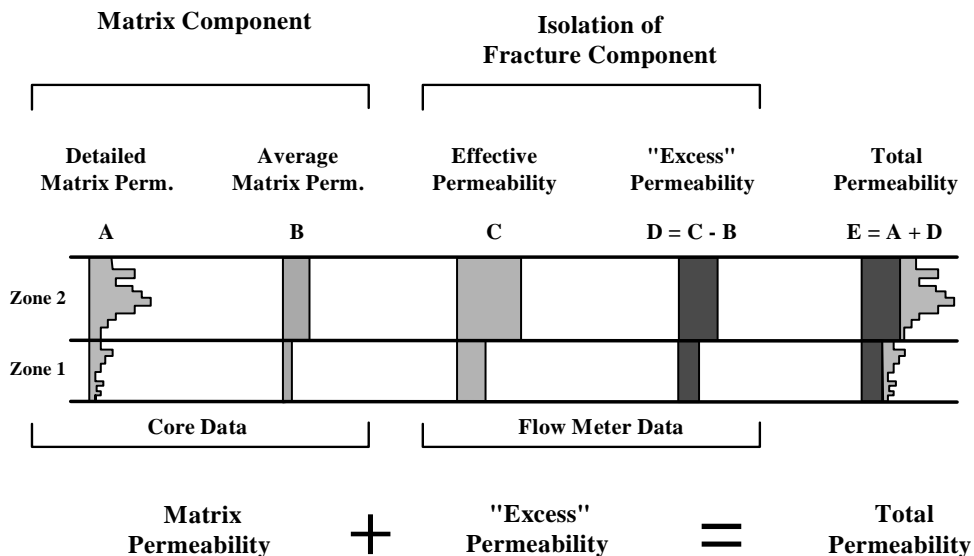 Matrix Component
Isolation of
Fracture Component
Detailed
Matrix Perm.
Average
Matrix Perm.
Effective
Permeability
"Excess"
Permeability
Total
Permeability
A
B
C
D = C - B
E = A + D
Zone 2
Zone 1
Core Data
Flow Meter Data
Matrix
Permeability
+
"Excess"
Permeability
=
Total
Permeability